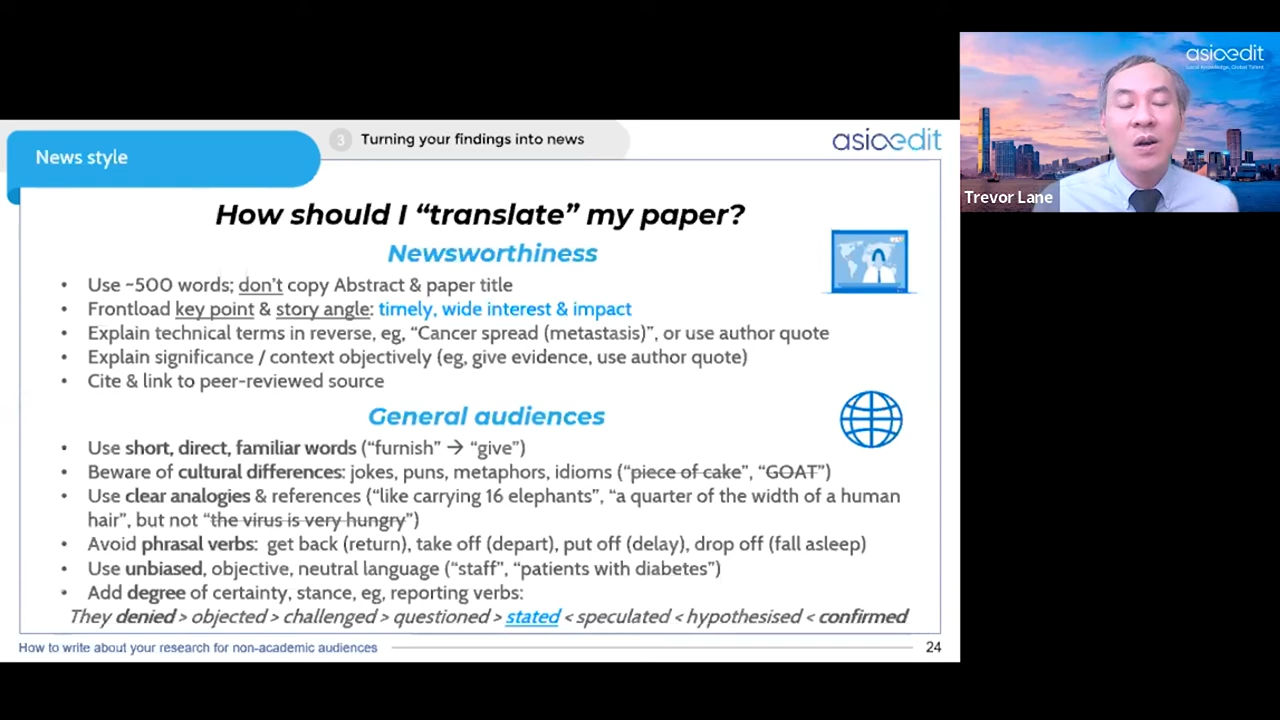 News style
3 Turning your findings into news
asiaedit
How should I “translate” my paper?
Newsworthiness
• Use ~500 words; don't copy Abstract & paper title
• Frontload key point & story angle: timely, wide interest & impact
• Explain technical terms in reverse, eg, “Cancer spread (metastasis)”, or use author quote
• Explain significance / context objectively (eg, give evidence, use author quote)
• Cite & link to peer-reviewed source
General audiences
• Use short, direct, familiar words (“furnish” → “give”)
• Beware of cultural differences: jokes, puns, metaphors, idioms (“piece of cake”, “GOAT”)
• Use clear analogies & references (“like carrying 16 elephants”, “a quarter of the width of a human
hair”, but not “the virus is very hungry”)
• Avoid phrasal verbs: get back (return), take off (depart), put off (delay), drop off (fall asleep)
• Use unbiased, objective, neutral language (“staff”, “patients with diabetes”)
• Add degree of certainty, stance, eg, reporting verbs:
They denied > objected > challenged > questioned > stated < speculated < hypothesised < confirmed
How to write about your research for non-academic audiences
24
asiaedit
Local Knowledge, Global Talent
Trevor Lane